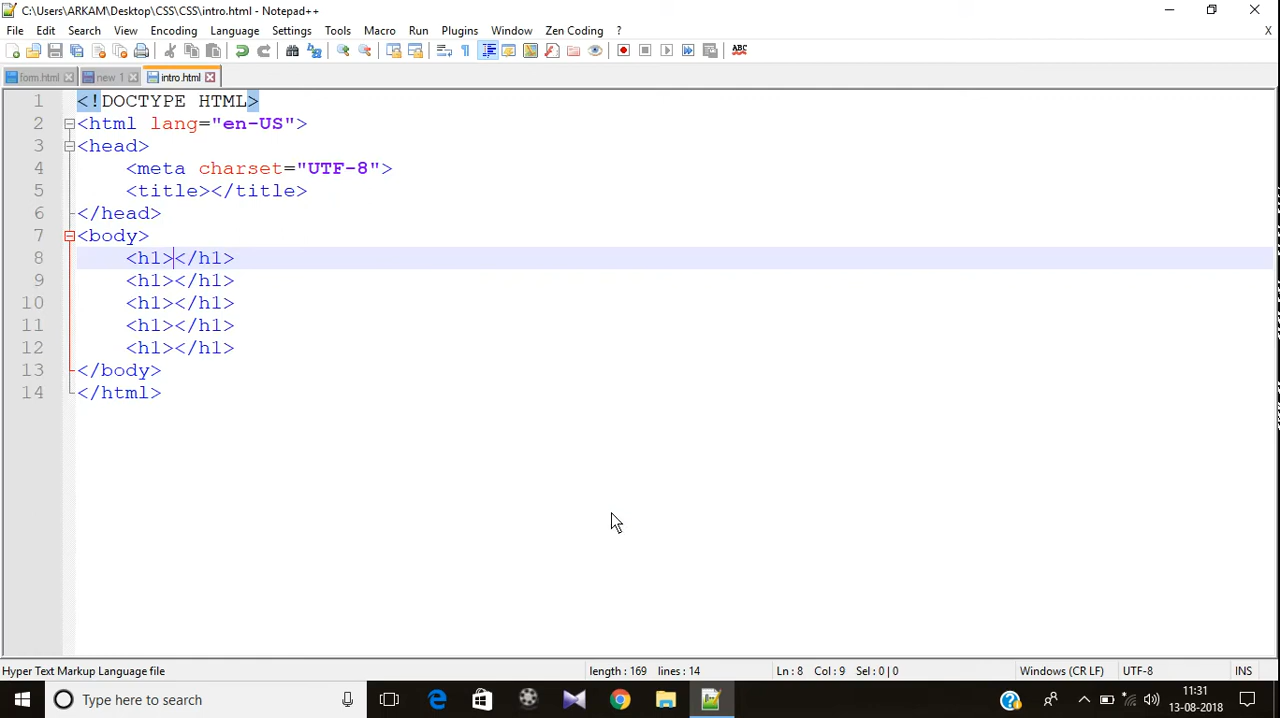 C:\Users\ARKAM\Desktop\CSS\CSS\intro.html - Notepad++
File Edit Search View Encoding Language Settings Tools Macro Run Plugins Window Zen Coding ? X
ABC
form.html new 1 intro.html
1 <!DOCTYPE HTML>
2 <html lang="en-US">
3 <head>
4 <meta charset="UTF-8">
5 <title></title>
6 </head>
7 <body>
8 <h1></h1>
9 <h1></h1>
10 <h1></h1>
11 <h1></h1>
12 <h1></h1>
13 </body>
14 </html>
Hyper Text Markup Language file length : 169 lines : 14 Ln : 8 Col : 9 Sel : 0 | 0 Windows (CR LF) UTF-8 INS
Type here to search 11:31
13-08-2018